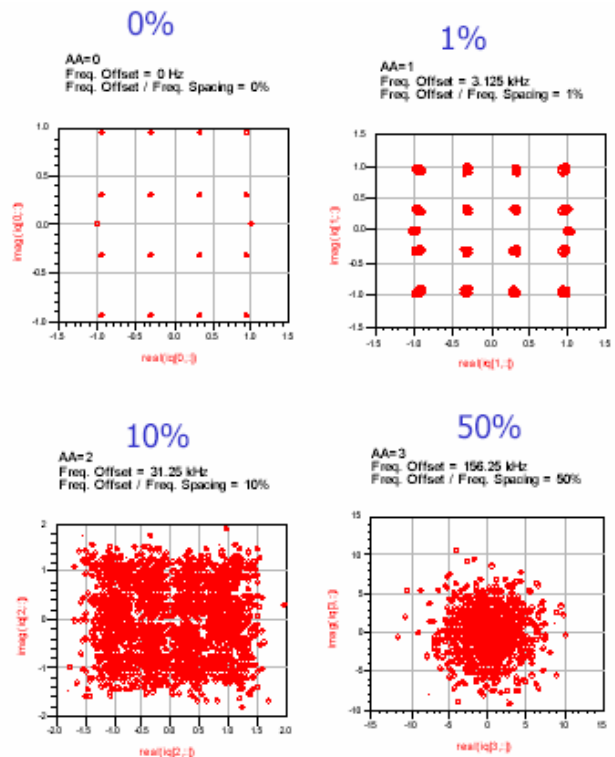 0%
AA=0
Freq. Offset = 0 Hz
Freq. Offset / Freq. Spacing = 0%
1.0
0.5
0.0
-0.5
-1.0
imag(iq[0,::])
-1.5 -1.0 -0.5 0.0 0.5 1.0 1.5
real(iq[0,::])
1%
AA=1
Freq. Offset = 3.125 kHz
Freq. Offset / Freq. Spacing = 1%
1.5
1.0
0.5
0.0
-0.5
-1.0
-1.5
imag(iq[1,::])
-1.5 -1.0 -0.5 0.0 0.5 1.0 1.5
real(iq[1,::])
10%
AA=2
Freq. Offset = 31.25 kHz
Freq. Offset / Freq. Spacing = 10%
2
1
0
-1
-2
imag(iq[2,::])
-2.0 -1.5 -1.0 -0.5 0.0 0.5 1.0 1.5 2.0
real(iq[2,::])
50%
AA=3
Freq. Offset = 156.25 kHz
Freq. Offset / Freq. Spacing = 50%
15
10
5
0
-5
-10
imag(iq[3,::])
-15 -10 -5 0 5 10 15
real(iq[3,::])